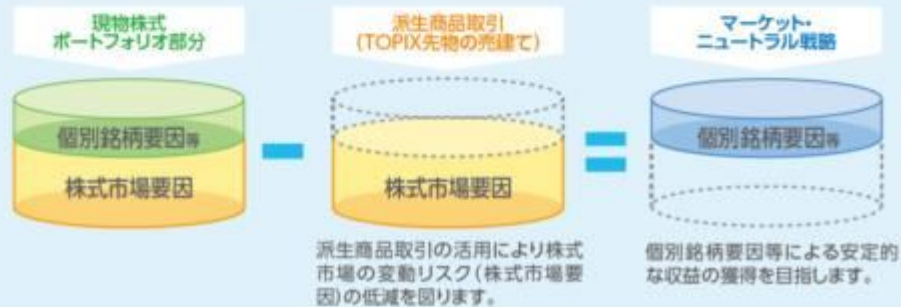 現物株式
ポートフォリオ部分
個別銘柄要因等
株式市場要因
派生商品取引
(TOPIX先物の売建て)
株式市場要因
派生商品取引の活用により株式
市場の変動リスク(株式市場要
因)の低減を図ります。
マーケット・
ニュートラル戦略
個別銘柄要因等
個別銘柄要因等による安定的
な収益の獲得を目指します。